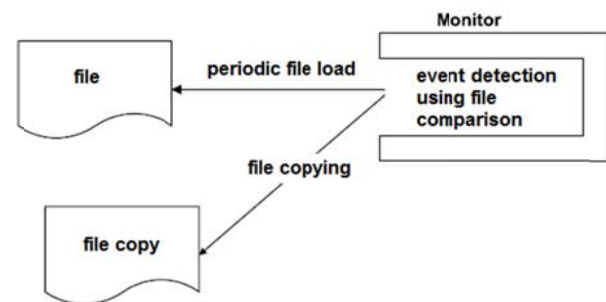 Monitor
file
periodic file load
event detection
using file
comparison
file copying
file copy